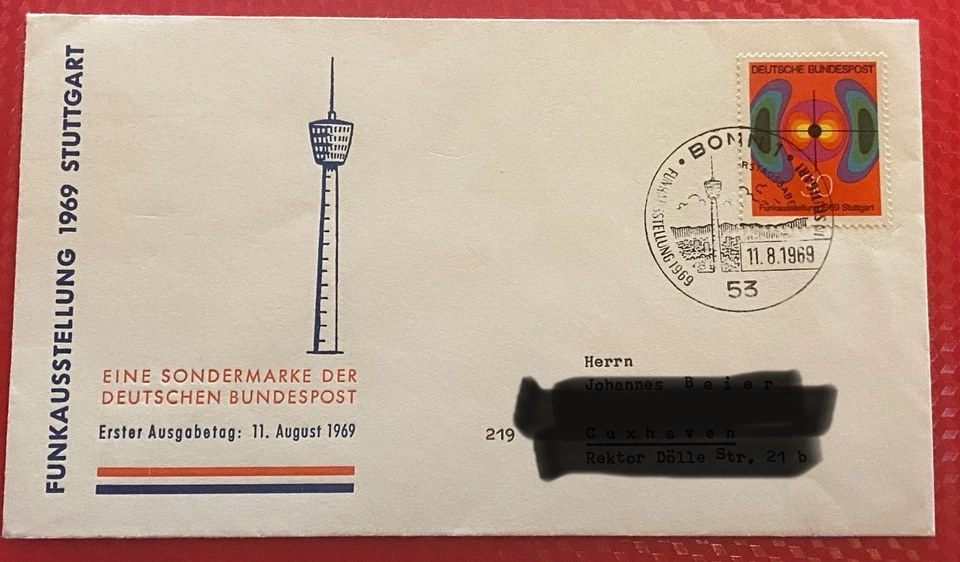 FUNKAUSSTELLUNG 1969 STUTTGART
EINE SONDERMARKE DER
DEUTSCHEN BUNDESPOST
Erster Ausgabetag: 11. August 1969
DEUTSCHE BUNDESPOST
30
Funkausstellung 1969 Stuttgart
BONN 1
FUNKAUSSTELLUNG 1969
11.8.1969
53
Herrn
219